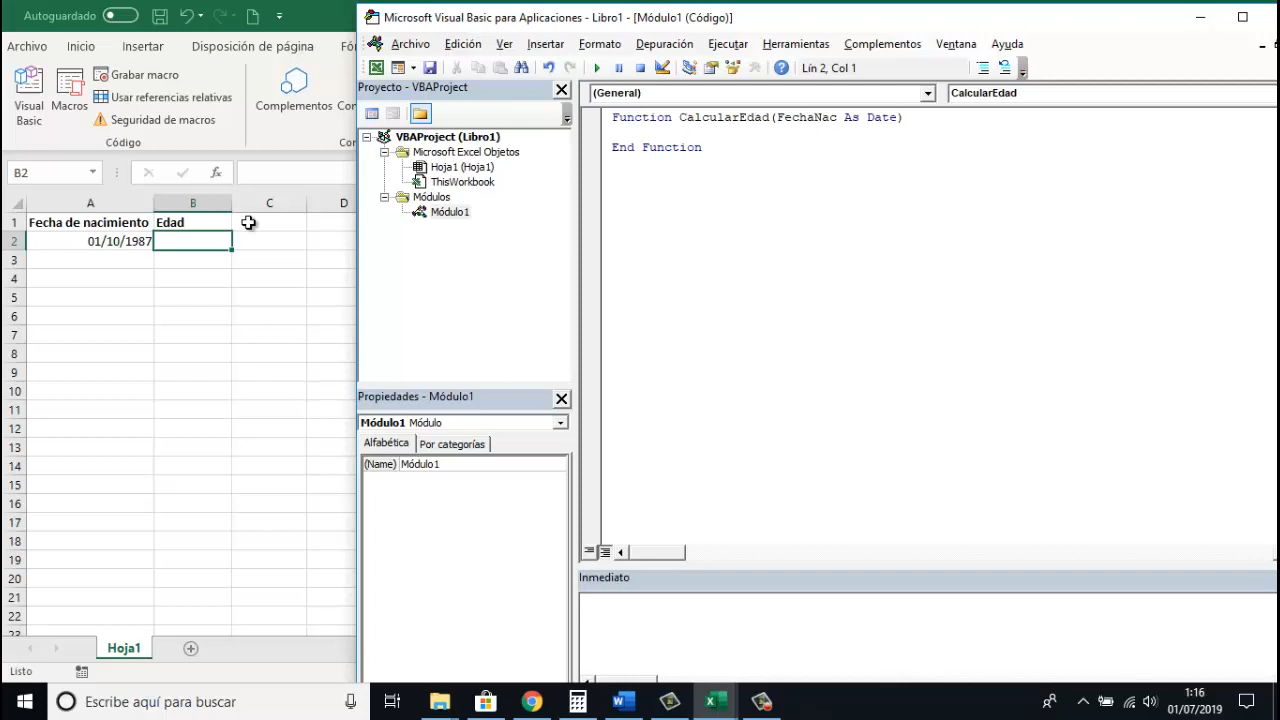 Autoguardado
Microsoft Visual Basic para Aplicaciones - Libro1 - [Módulo1 (Código)]
Archivo Inicio Insertar Disposición de página Fó
Archivo Edición Ver Insertar Formato Depuración Ejecutar Herramientas Complementos Ventana Ayuda
Lín 2, Col 1
Visual Basic
Macros
Grabar macro
Usar referencias relativas
Seguridad de macros
Complementos
Código
Proyecto - VBAProject
VBAProject (Libro1)
Microsoft Excel Objetos
Hoja1 (Hoja1)
ThisWorkbook
Módulos
Módulo1
(General)
CalcularEdad
Function CalcularEdad(FechaNac As Date)
End Function
B2
fx
A B C D
1 Fecha de nacimiento Edad
2 01/10/1987
3
4
5
6
7
8
9
10
11
12
13
14
15
16
17
18
19
20
21
22
23
Propiedades - Módulo1
Módulo1 Módulo
Alfabética Por categorías
(Name) Módulo1
Inmediato
Hoja1
Listo
Escribe aquí para buscar
1:16
01/07/2019